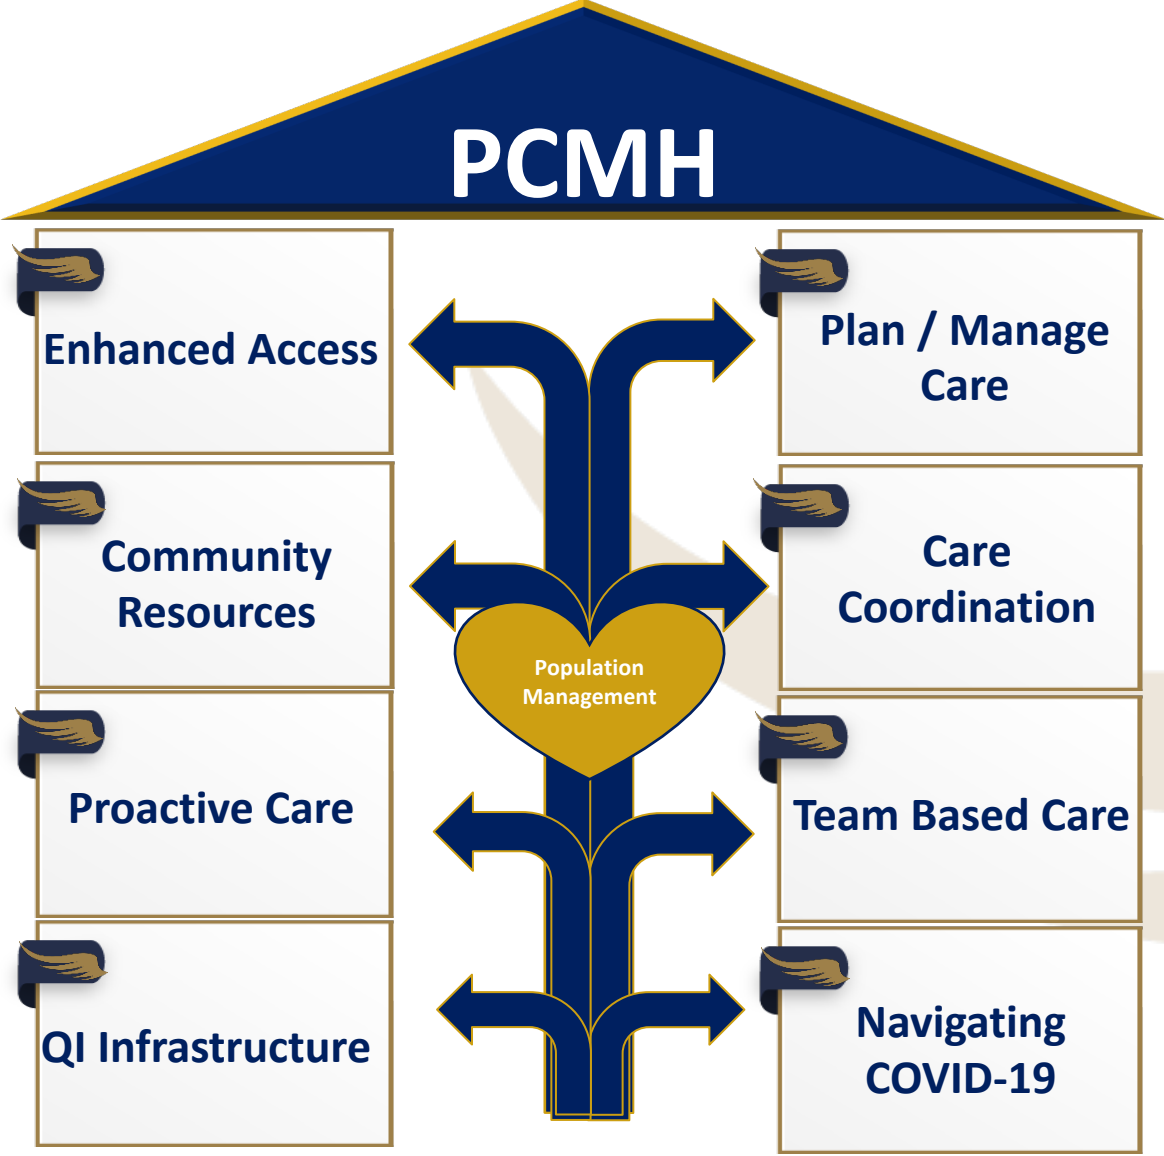 PCMH
Enhanced Access
Plan / Manage
Care
Community
Resources
Care
Coordination
Population
Management
Proactive Care
Team Based Care
QI Infrastructure
Navigating
COVID-19